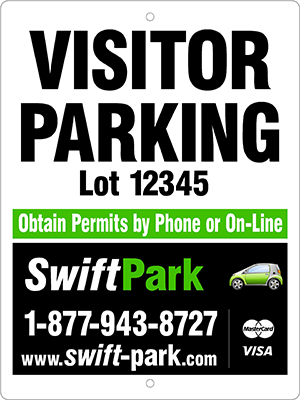 VISITOR
PARKING
Lot 12345
Obtain Permits by Phone or On-Line
SwiftPark
1-877-943-8727
MasterCard
www.swift-park.com
VISA